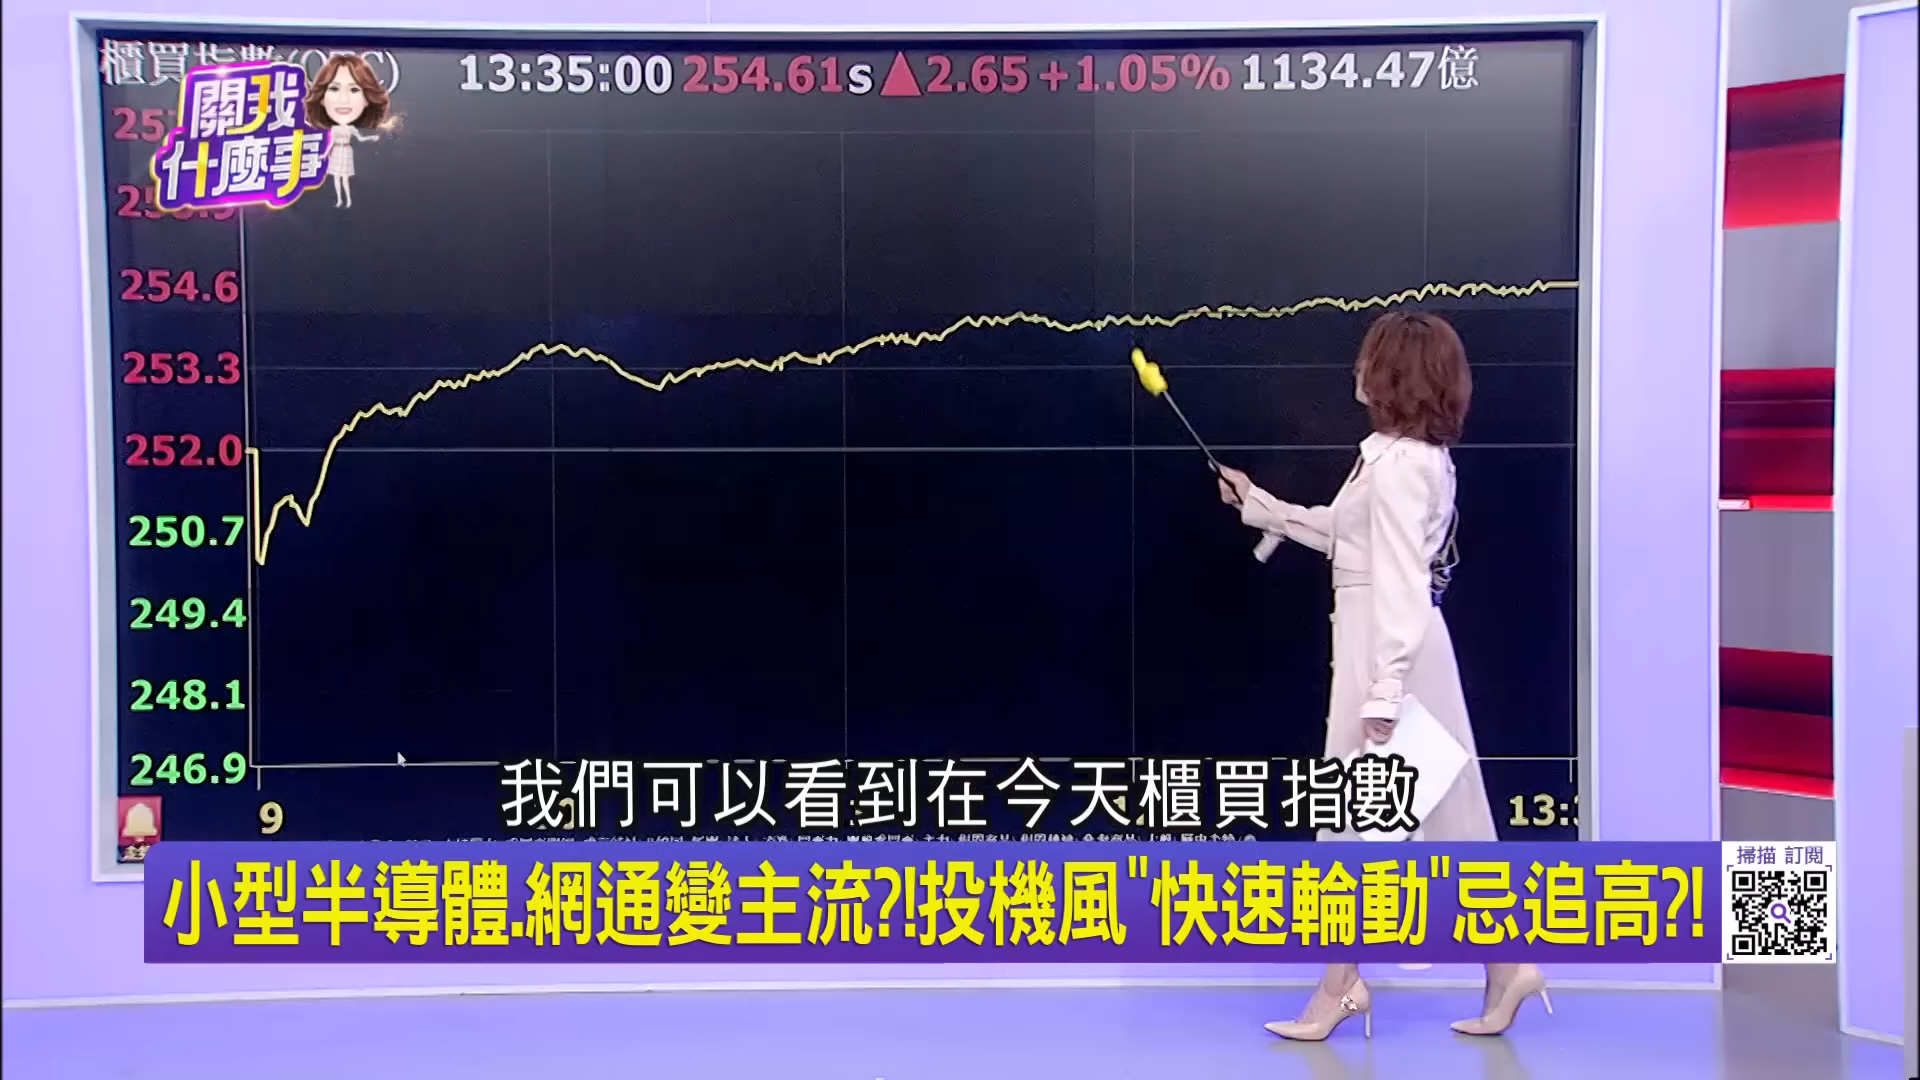 櫃買指數(OTC) 13:35:00 254.61s▲2.65+1.05% 1134.47億
關我
什麼事
254.6
253.3
252.0
250.7
249.4
248.1
246.9
9
我們可以看到在今天櫃買指數
小型半導體.網通變主流?!投機風"快速輪動"忌追高?!
掃描 訂閱